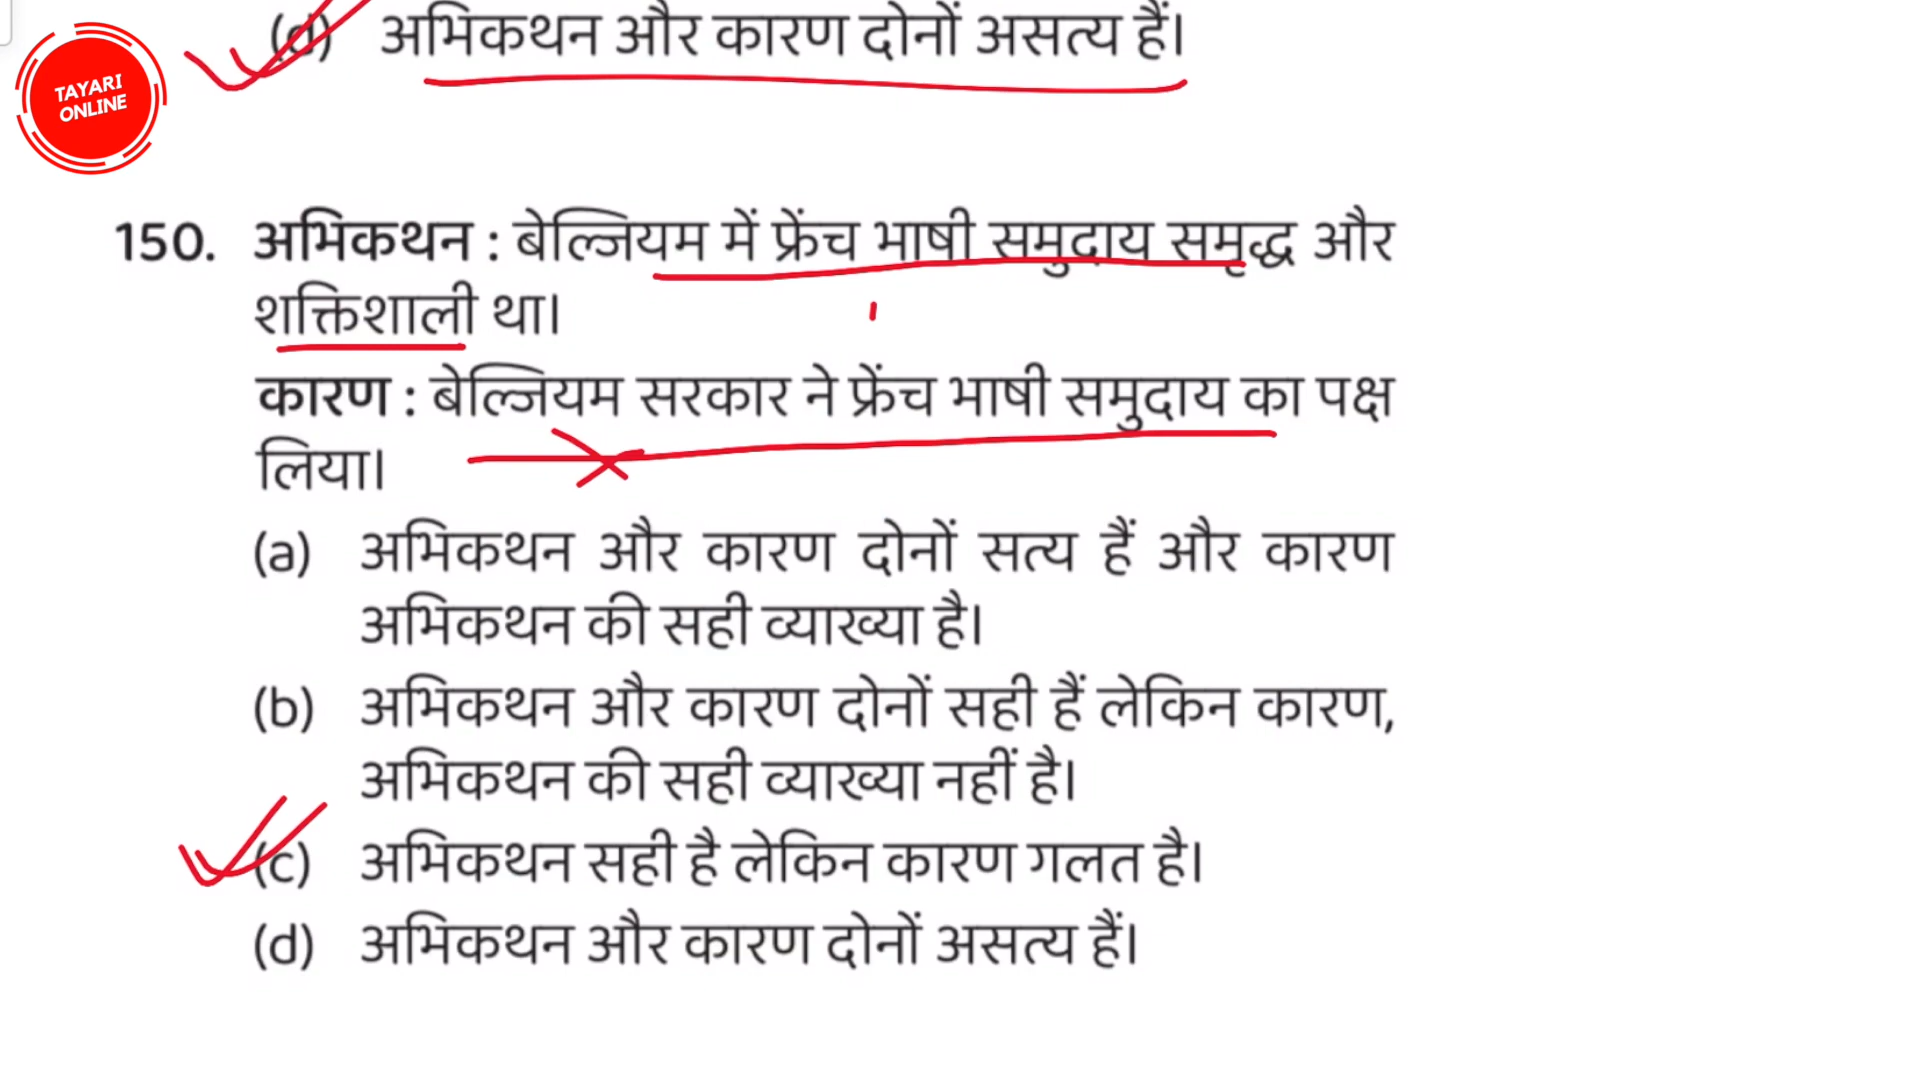 (d) अभिकथन और कारण दोनों असत्य हैं।
TAYARI
ONLINE
150. अभिकथन : बेल्जियम में फ्रेंच भाषी समुदाय समृद्ध और
शक्तिशाली था।
कारण : बेल्जियम सरकार ने फ्रेंच भाषी समुदाय का पक्ष
लिया।
(a) अभिकथन और कारण दोनों सत्य हैं और कारण
अभिकथन की सही व्याख्या है।
(b) अभिकथन और कारण दोनों सही हैं लेकिन कारण,
अभिकथन की सही व्याख्या नहीं है।
(c) अभिकथन सही है लेकिन कारण गलत है।
(d) अभिकथन और कारण दोनों असत्य हैं।